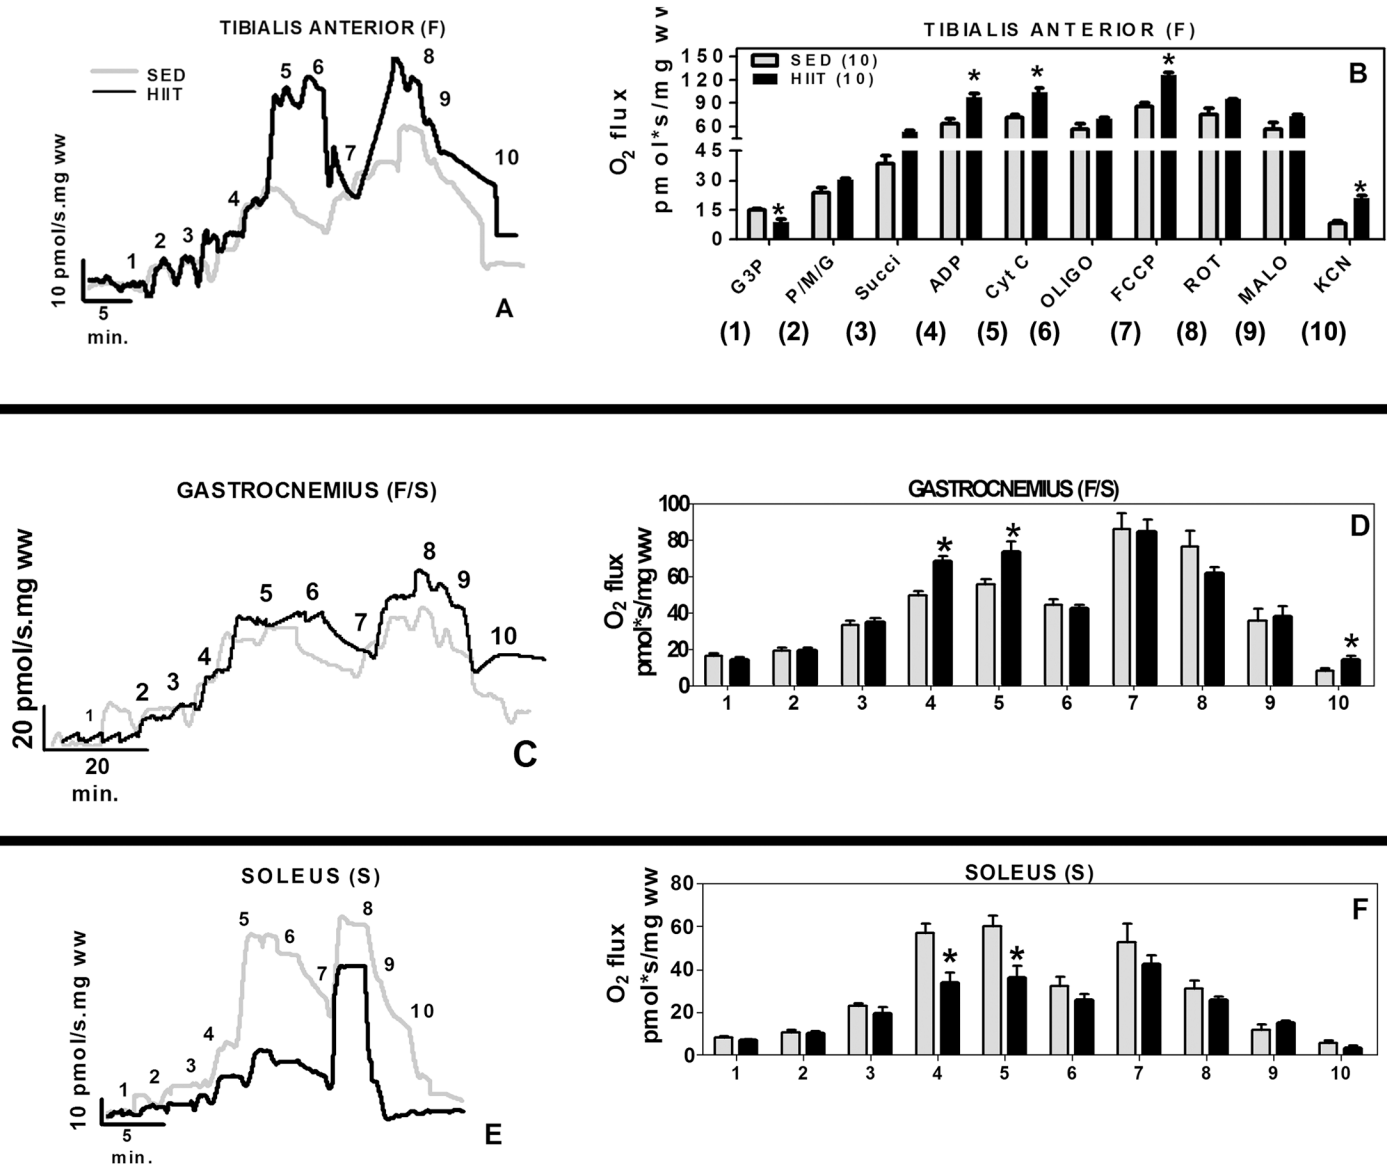 TIBIALIS ANTERIOR (F)
SED
HIIT
1
2
3
4
5
6
7
8
9
10
10 pmol/s.mg ww
5
min.
A
TIBIALIS ANTERIOR (F)
SED (10)
HIIT (10)
B
O2 flux
pmol*s/mg ww
150
120
90
60
45
30
15
0
*
*
*
*
*
G3P
P/M/G
Succi
ADP
Cyt C
OLIGO
FCCP
ROT
MALO
KCN
(1) (2) (3) (4) (5) (6) (7) (8) (9) (10)
GASTROCNEMIUS (F/S)
1
2
3
4
5
6
7
8
9
10
20 pmol/s.mg ww
20
min.
C
GASTROCNEMIUS (F/S)
D
O2 flux
pmol*s/mg ww
100
80
60
40
20
0
*
*
*
1 2 3 4 5 6 7 8 9 10
SOLEUS (S)
1
2
3
4
5
6
7
8
9
10
10 pmol/s.mg ww
5
min.
E
SOLEUS (S)
F
O2 flux
pmol*s/mg ww
80
60
40
20
0
*
*
1 2 3 4 5 6 7 8 9 10